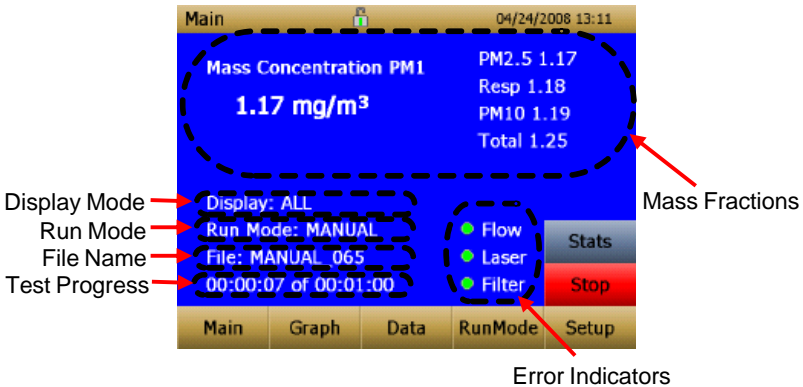 Main
04/24/2008 13:11
Mass Concentration PM1
1.17 mg/m³
PM2.5 1.17
Resp 1.18
PM10 1.19
Total 1.25
Mass Fractions
Display Mode
Display: ALL
Run Mode
Run Mode: MANUAL
File Name
File: MANUAL_065
Test Progress
00:00:07 of 00:01:00
Flow
Laser
Filter
Stats
Stop
Main
Graph
Data
RunMode
Setup
Error Indicators